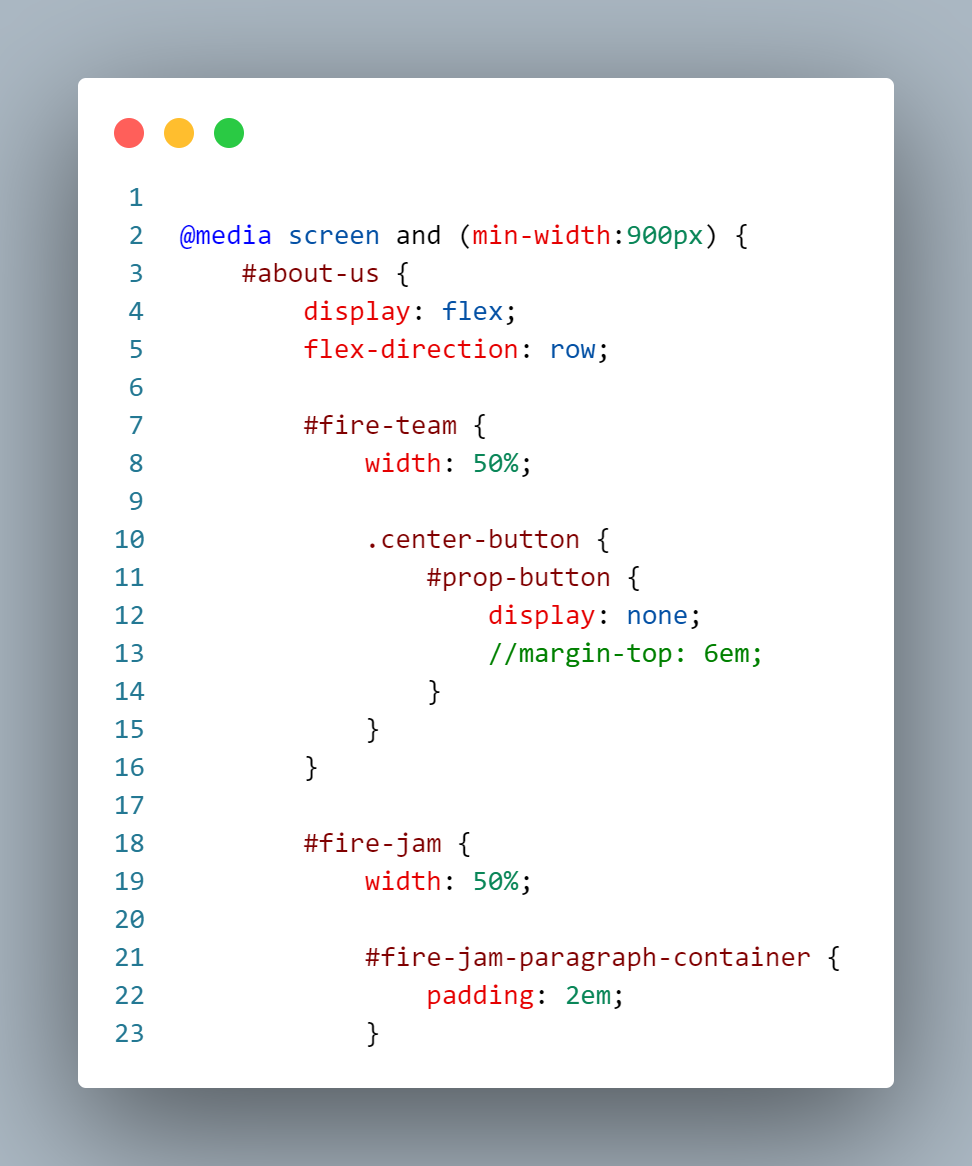 1
2 @media screen and (min-width:900px) {
3     #about-us {
4         display: flex;
5         flex-direction: row;
6
7         #fire-team {
8             width: 50%;
9
10             .center-button {
11                 #prop-button {
12                     display: none;
13                     //margin-top: 6em;
14                 }
15             }
16         }
17
18         #fire-jam {
19             width: 50%;
20
21             #fire-jam-paragraph-container {
22                 padding: 2em;
23             }